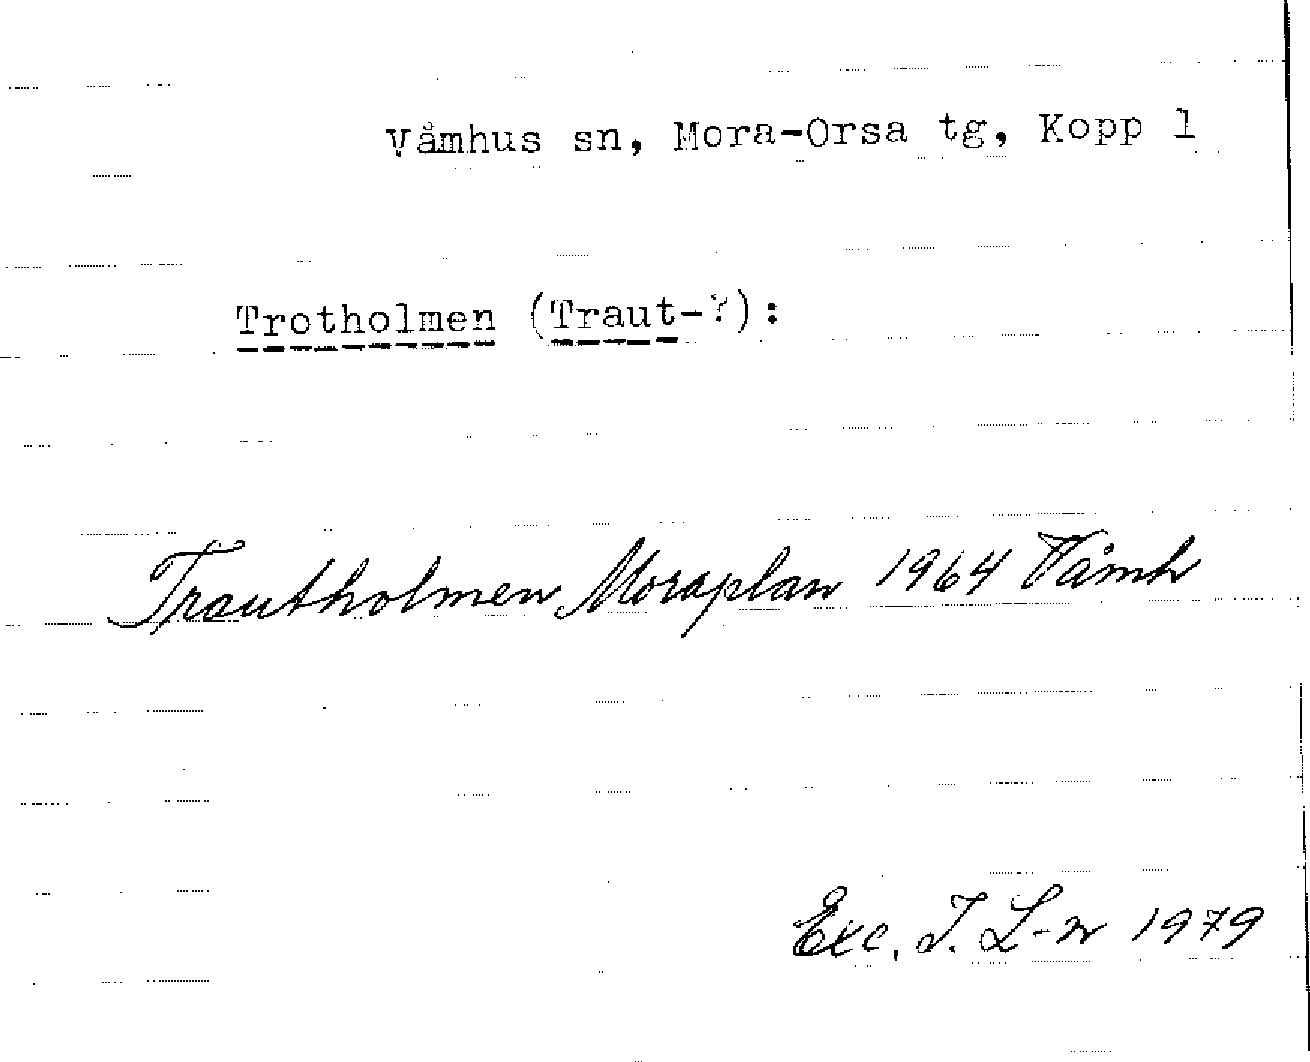 Våmhus sn, Mora-Orsa tg, Kopp 1
Trotholmen (Traut-?):
Trautholmen Moraplan 1964 Våmh
Exc. I. L-n 1979